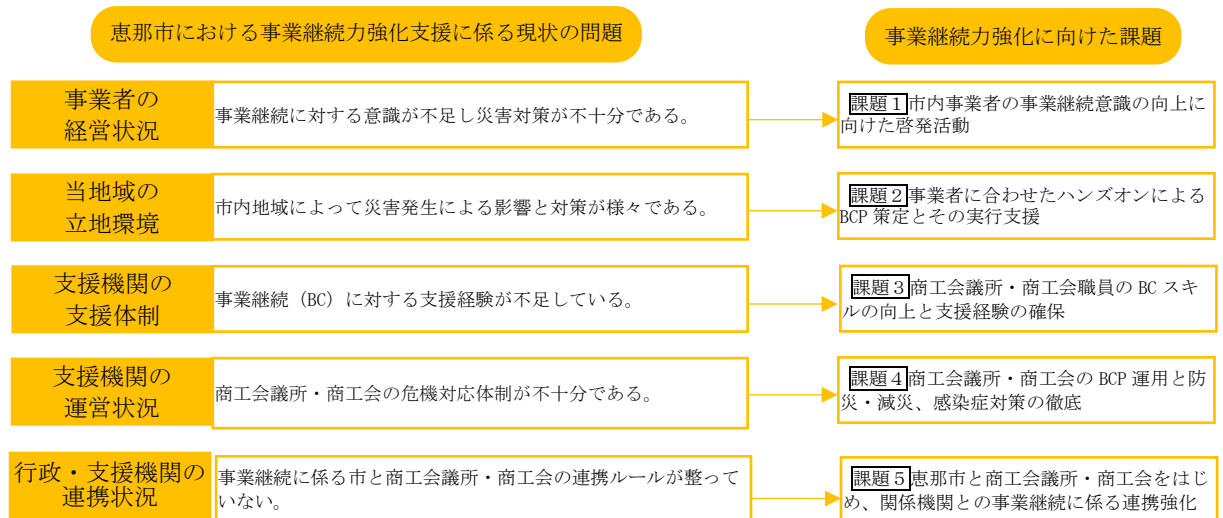 恵那市における事業継続力強化支援に係る現状の問題
事業継続力強化に向けた課題
事業者の
経営状況
事業継続に対する意識が不足し災害対策が不十分である。
課題１市内事業者の事業継続意識の向上に
向けた啓発活動
当地域の
立地環境
市内地域によって災害発生による影響と対策が様々である。
課題２事業者に合わせたハンズオンによる
BCP 策定とその実行支援
支援機関の
支援体制
事業継続（BC）に対する支援経験が不足している。
課題３商工会議所・商工会職員の BC スキ
ルの向上と支援経験の確保
支援機関の
運営状況
商工会議所・商工会の危機対応体制が不十分である。
課題４商工会議所・商工会の BCP 運用と防
災・減災、感染症対策の徹底
行政・支援機関の
連携状況
事業継続に係る市と商工会議所・商工会の連携ルールが整って
いない。
課題５恵那市と商工会議所・商工会をはじ
め、関係機関との事業継続に係る連携強化